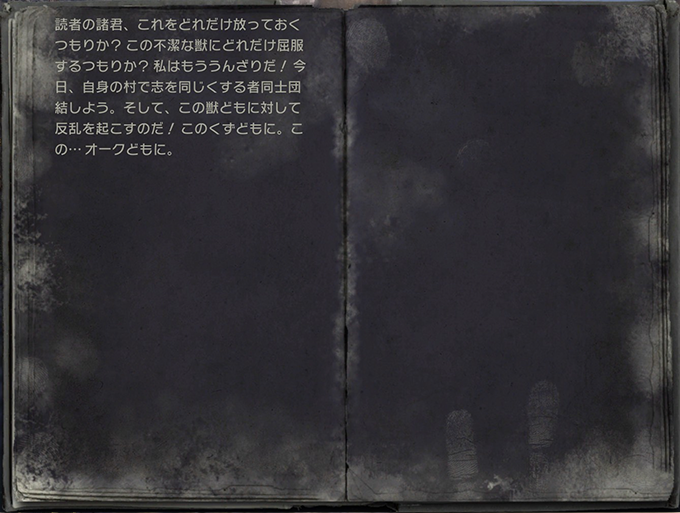 読者の諸君、これをどれだけ放っておく
つもりか？この不潔な獣にどれだけ屈服
するつもりか？私はもううんざりだ！今
日、自身の村で志を同じくする者同士団
結しよう。そして、この獣どもに対して
反乱を起こすのだ！このくずどもに。こ
の…オークどもに。